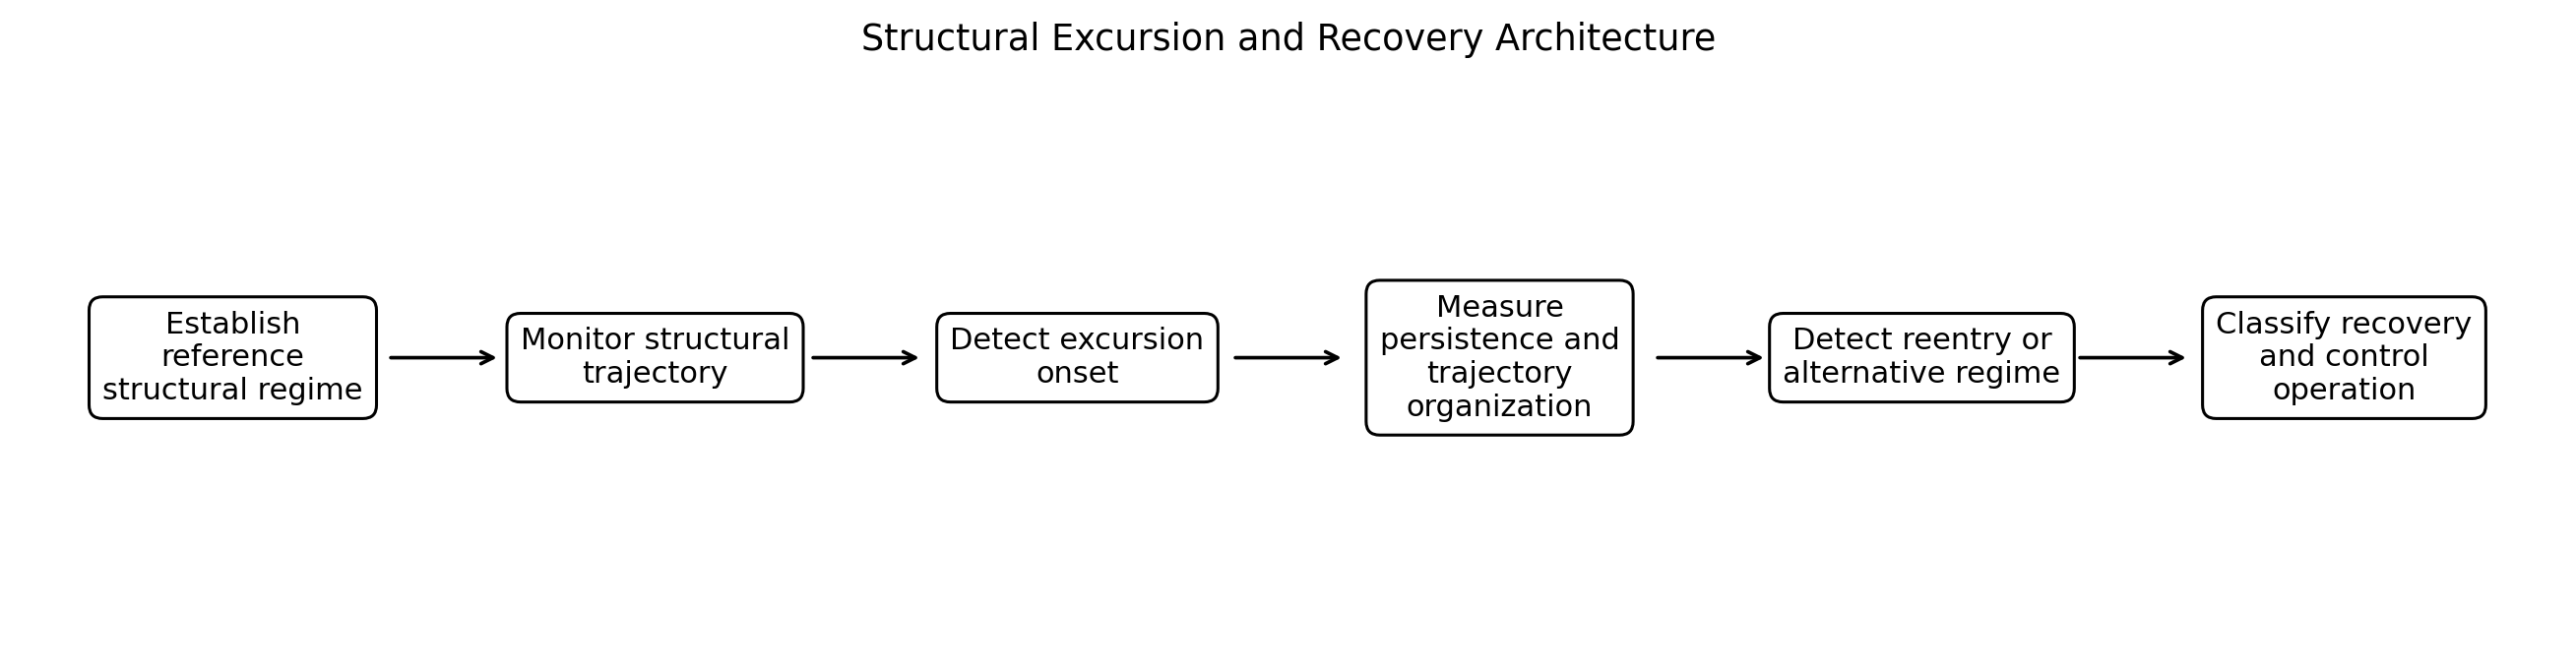 Structural Excursion and Recovery Architecture
Establish
reference
structural regime
Monitor structural
trajectory
Detect excursion
onset
Measure
persistence and
trajectory
organization
Detect reentry or
alternative regime
Classify recovery
and control
operation